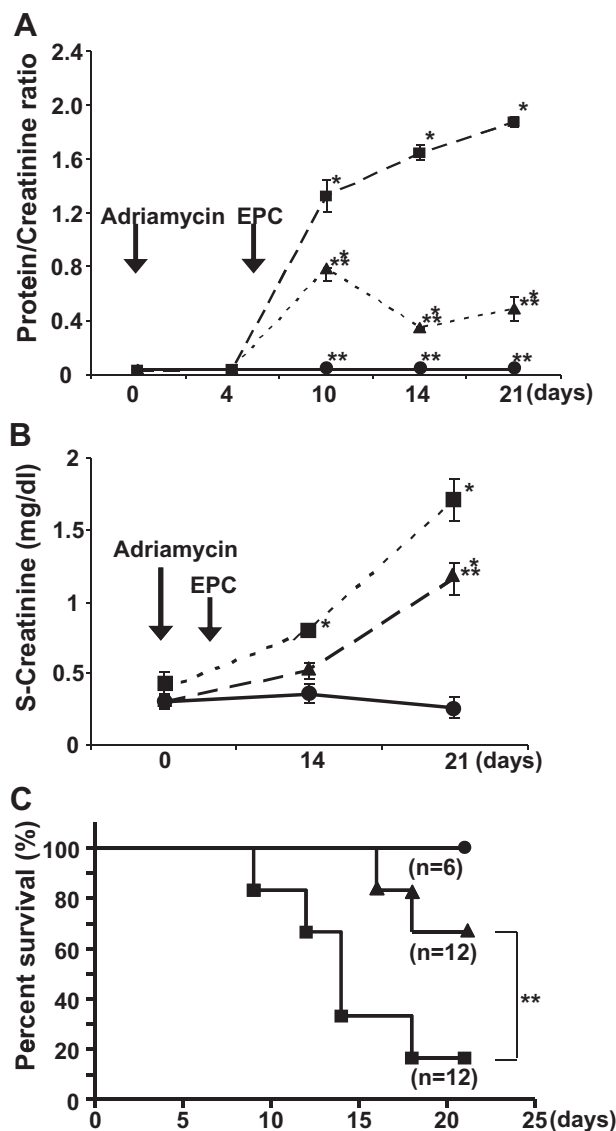 A
Protein/Creatinine ratio
2.4
2.0
1.6
1.2
0.8
0.4
0
Adriamycin EPC
* * *
** * ** * ** *
** ** **
0 4 10 14 21 (days)
B
S-Creatinine (mg/dl)
2
1.5
1
0.5
0
Adriamycin
EPC
* *
** *
0 14 21 (days)
C
Percent survival (%)
100
80
60
40
20
0
(n=6)
(n=12)
**
(n=12)
0 5 10 15 20 25 (days)